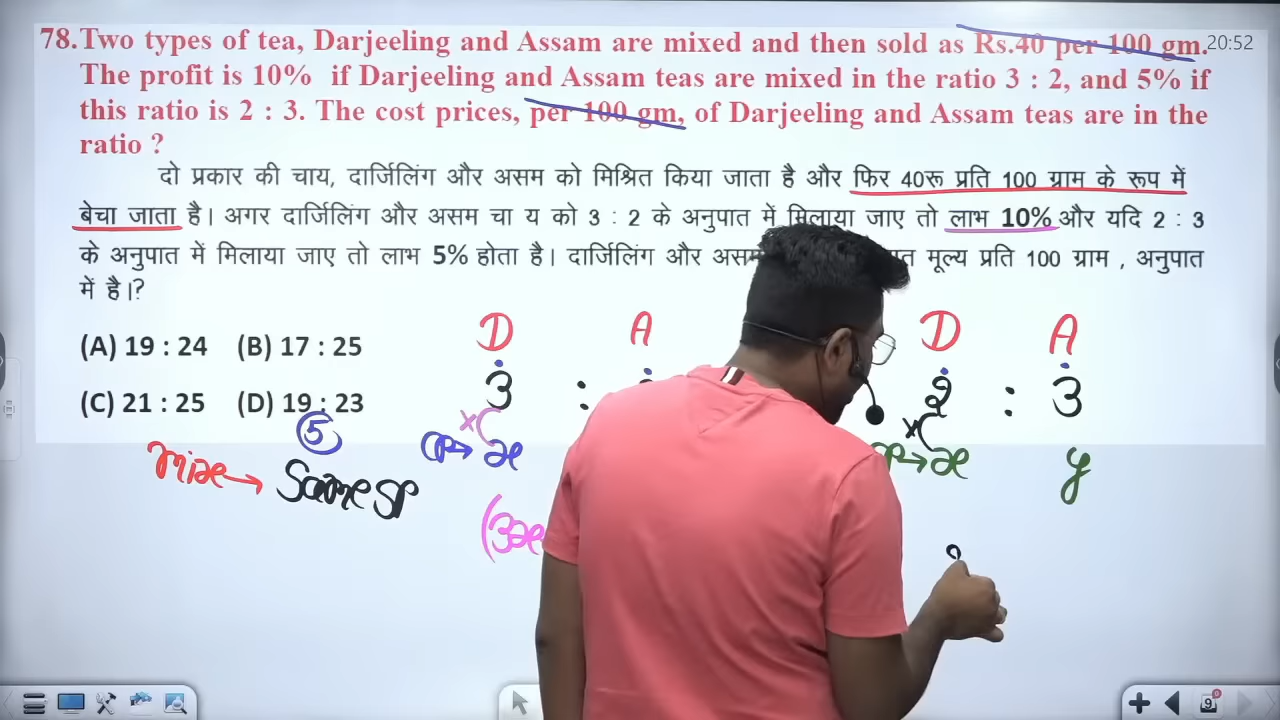 78.Two types of tea, Darjeeling and Assam are mixed and then sold as Rs.40 per 100 gm.
20:52
The profit is 10% if Darjeeling and Assam teas are mixed in the ratio 3 : 2, and 5% if
this ratio is 2 : 3. The cost prices, per 100 gm, of Darjeeling and Assam teas are in the
ratio ?
दो प्रकार की चाय, दार्जिलिंग और असम को मिश्रित किया जाता है और फिर 40रू प्रति 100 ग्राम के रूप में
बेचा जाता है। अगर दार्जिलिंग और असम चा य को 3 : 2 के अनुपात में मिलाया जाए तो लाभ 10% और यदि 2 : 3
के अनुपात में मिलाया जाए तो लाभ 5% होता है। दार्जिलिंग और असम मूल्य प्रति 100 ग्राम , अनुपात
में है।?
(A) 19 : 24 (B) 17 : 25
(C) 21 : 25 (D) 19 : 23
D A D A
3 : 2 : 3
5
mix → Same SP
x x y
(3x